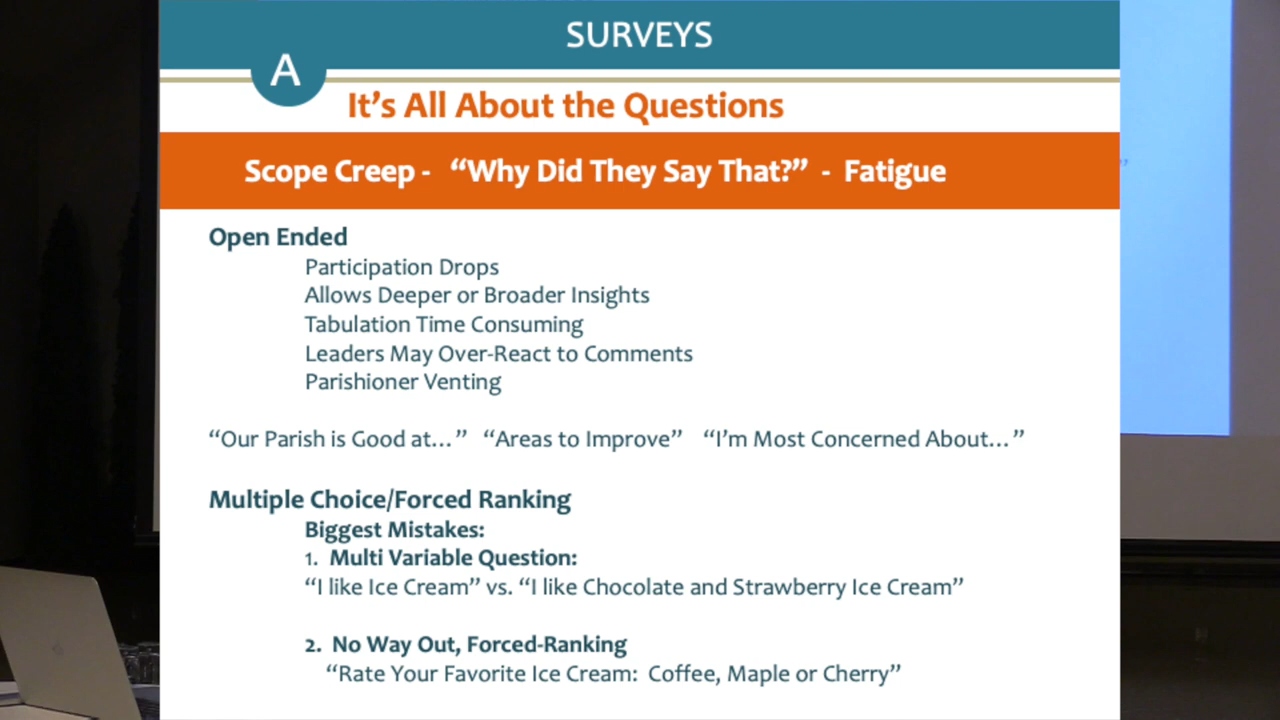 SURVEYS
A
It's All About the Questions
Scope Creep - “Why Did They Say That?” - Fatigue
Open Ended
Participation Drops
Allows Deeper or Broader Insights
Tabulation Time Consuming
Leaders May Over-React to Comments
Parishioner Venting
“Our Parish is Good at…” “Areas to Improve” “I’m Most Concerned About…”
Multiple Choice/Forced Ranking
Biggest Mistakes:
1. Multi Variable Question:
“I like Ice Cream” vs. “I like Chocolate and Strawberry Ice Cream”
2. No Way Out, Forced-Ranking
“Rate Your Favorite Ice Cream: Coffee, Maple or Cherry”